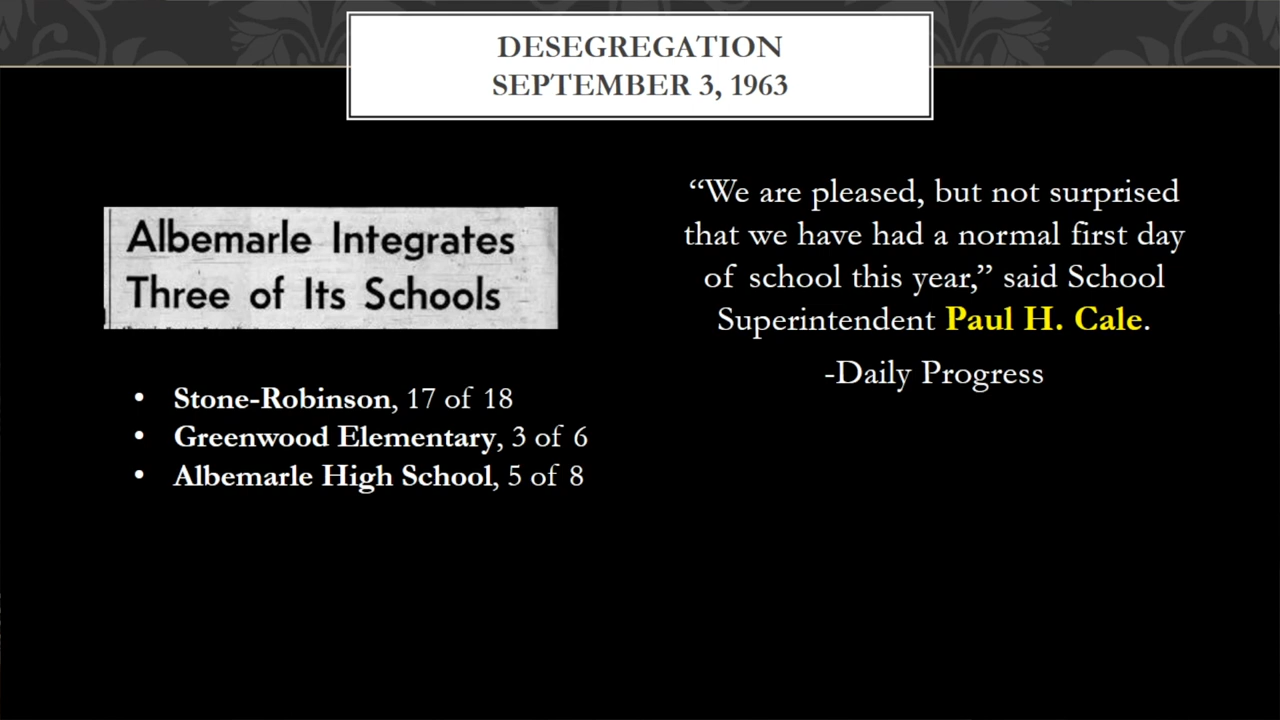 DESEGREGATION
SEPTEMBER 3, 1963
Albemarle Integrates
Three of Its Schools
• Stone-Robinson, 17 of 18
• Greenwood Elementary, 3 of 6
• Albemarle High School, 5 of 8
“We are pleased, but not surprised
that we have had a normal first day
of school this year,” said School
Superintendent Paul H. Cale.
-Daily Progress